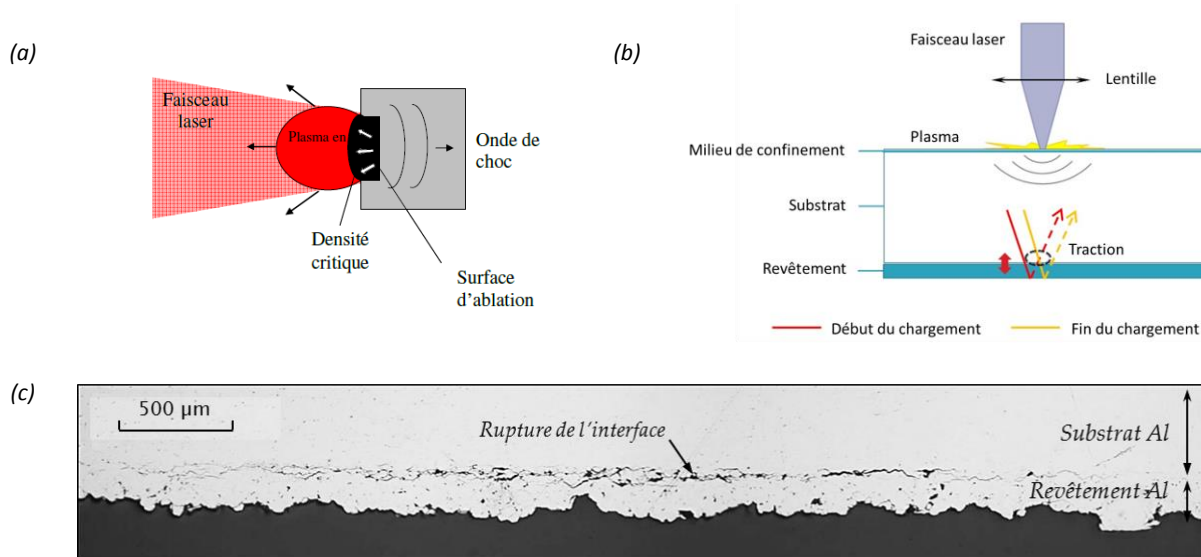 (a)
Faisceau
laser
Plasma en
Onde de
choc
Densité
critique
Surface
d'ablation
(b)
Faisceau laser
Lentille
Plasma
Milieu de confinement
Substrat
Traction
Revêtement
Début du chargement
Fin du chargement
(c)
500 µm
Rupture de l'interface
Substrat Al
Revêtement Al